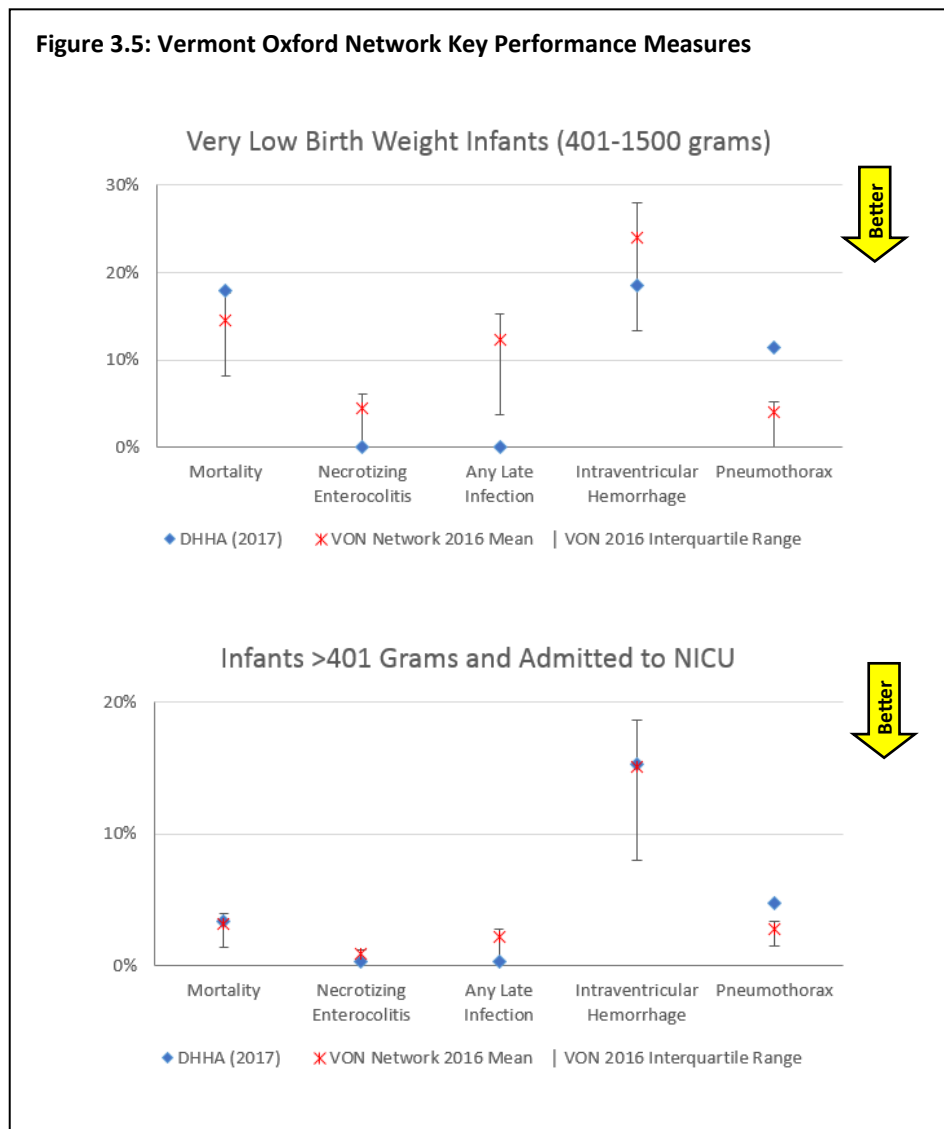 Figure 3.5: Vermont Oxford Network Key Performance Measures
Very Low Birth Weight Infants (401-1500 grams)
Better
30%
20%
10%
0%
Mortality
Necrotizing
Enterocolitis
Any Late
Infection
Intraventricular
Hemorrhage
Pneumothorax
DHHA (2017) VON Network 2016 Mean VON 2016 Interquartile Range
Infants >401 Grams and Admitted to NICU
Better
20%
10%
0%
Mortality
Necrotizing
Enterocolitis
Any Late
Infection
Intraventricular
Hemorrhage
Pneumothorax
DHHA (2017) VON Network 2016 Mean VON 2016 Interquartile Range